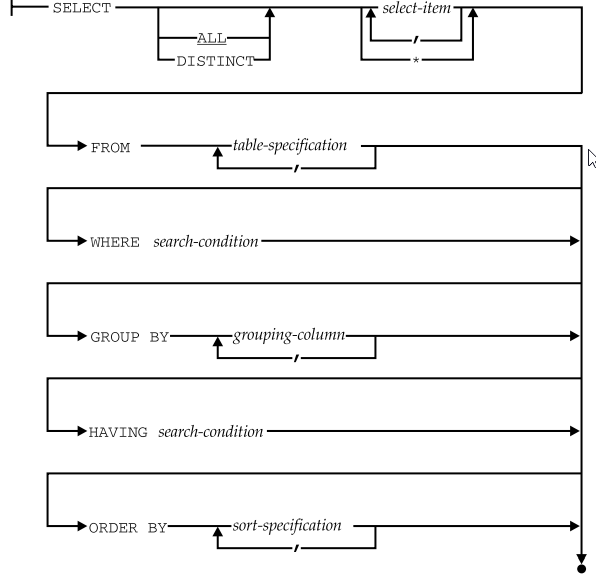 SELECT select-item
ALL ,
DISTINCT *
FROM table-specification
,
WHERE search-condition
GROUP BY grouping-column
,
HAVING search-condition
ORDER BY sort-specification
,